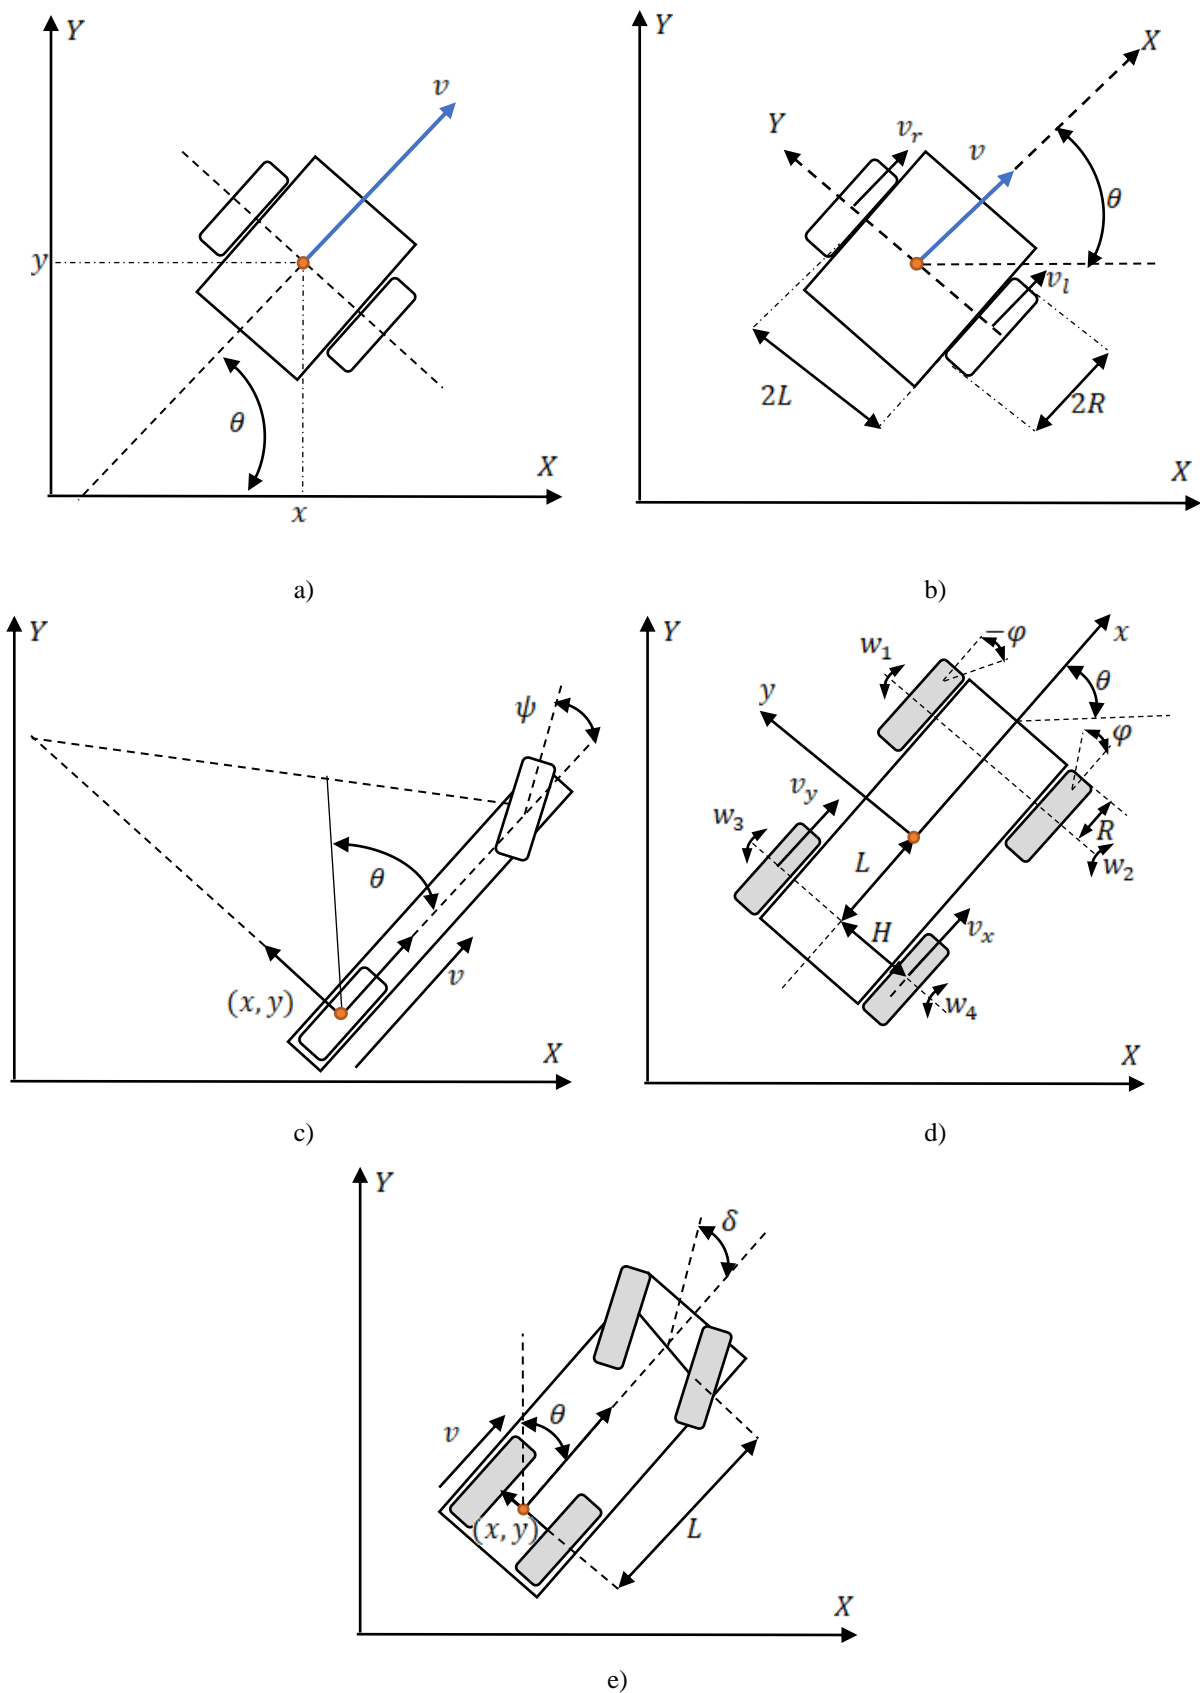 Y
v
y
θ
X
x
a)
Y
X
Y
v_r
v
θ
v_l
2L
2R
X
b)
Y
ψ
θ
(x, y)
v
X
c)
Y
w_1
−φ
x
θ
y
φ
v_y
w_3
R
L
w_2
H
v_x
w_4
X
d)
Y
δ
θ
v
(x, y)
L
X
e)